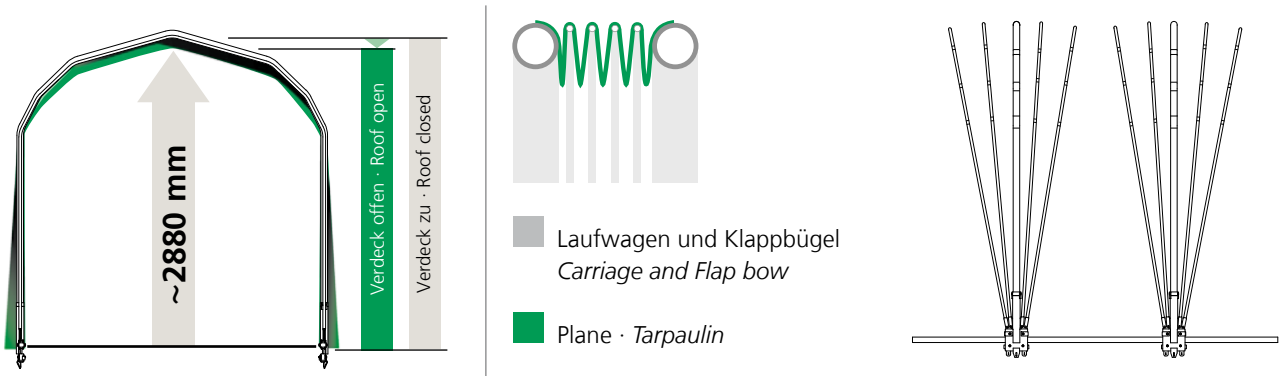 ~2880 mm
Verdeck offen · Roof open
Verdeck zu · Roof closed
Laufwagen und Klappbügel
Carriage and Flap bow
Plane · Tarpaulin